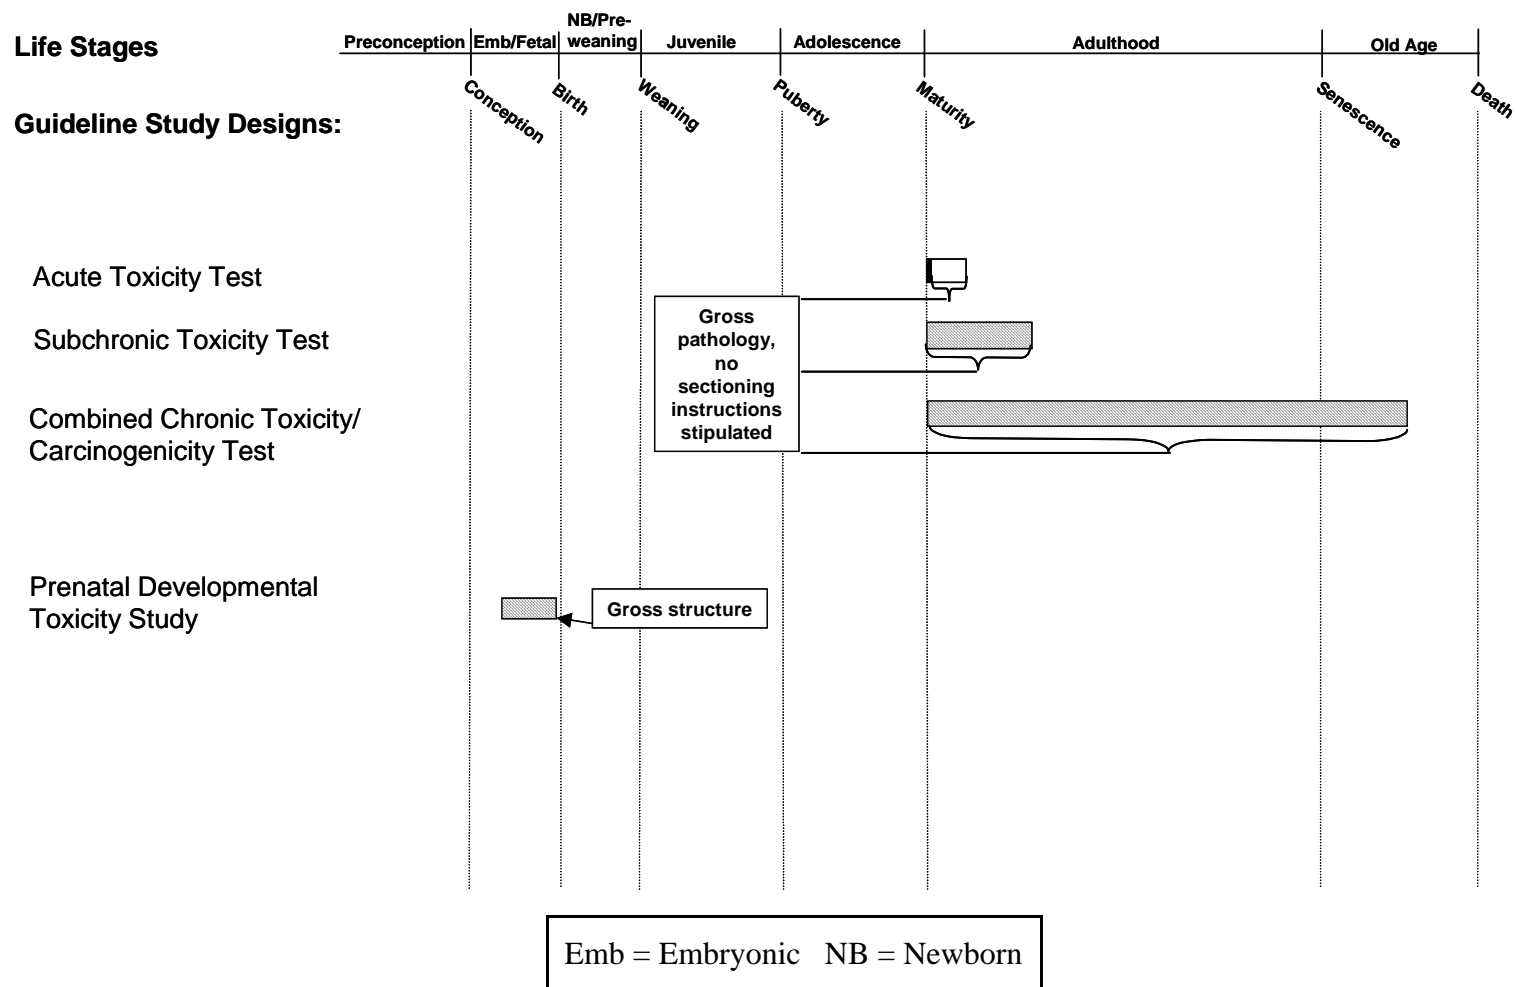 Life Stages
Preconception
Emb/Fetal
NB/Pre-
weaning
Juvenile
Adolescence
Adulthood
Old Age
Conception
Birth
Weaning
Puberty
Maturity
Senescence
Death
Guideline Study Designs:
Acute Toxicity Test
Subchronic Toxicity Test
Combined Chronic Toxicity/
Carcinogenicity Test
Gross
pathology,
no
sectioning
instructions
stipulated
Prenatal Developmental
Toxicity Study
Gross structure
Emb = Embryonic NB = Newborn